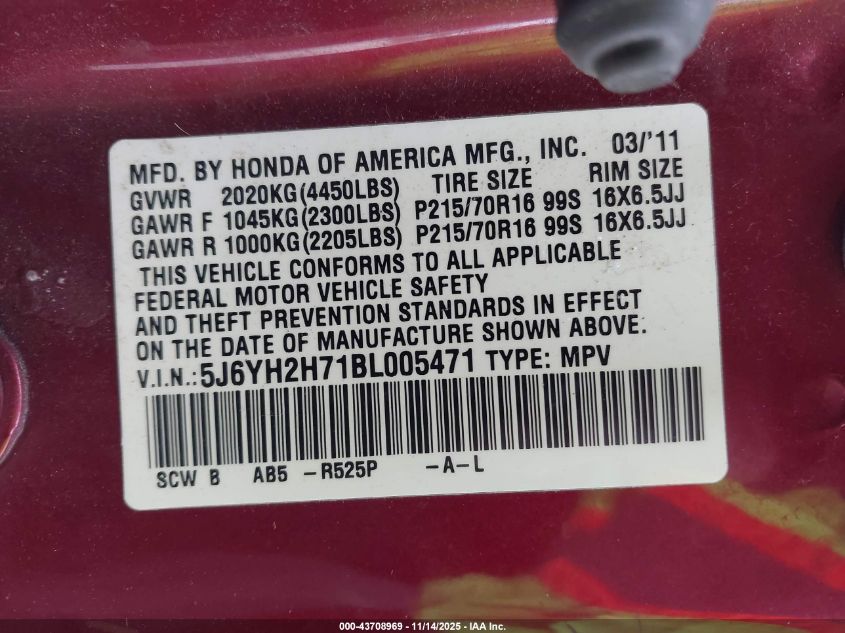 MFD. BY HONDA OF AMERICA MFG., INC. 03/'11
GVWR 2020KG(4450LBS) TIRE SIZE RIM SIZE
GAWR F 1045KG(2300LBS) P215/70R16 99S 16X6.5JJ
GAWR R 1000KG(2205LBS) P215/70R16 99S 16X6.5JJ
THIS VEHICLE CONFORMS TO ALL APPLICABLE
FEDERAL MOTOR VEHICLE SAFETY
AND THEFT PREVENTION STANDARDS IN EFFECT
ON THE DATE OF MANUFACTURE SHOWN ABOVE.
V.I.N.:5J6YH2H71BL005471 TYPE: MPV
SCW B AB5 -R525P -A-L
000-43708969 - 11/14/2025 - IAA Inc.